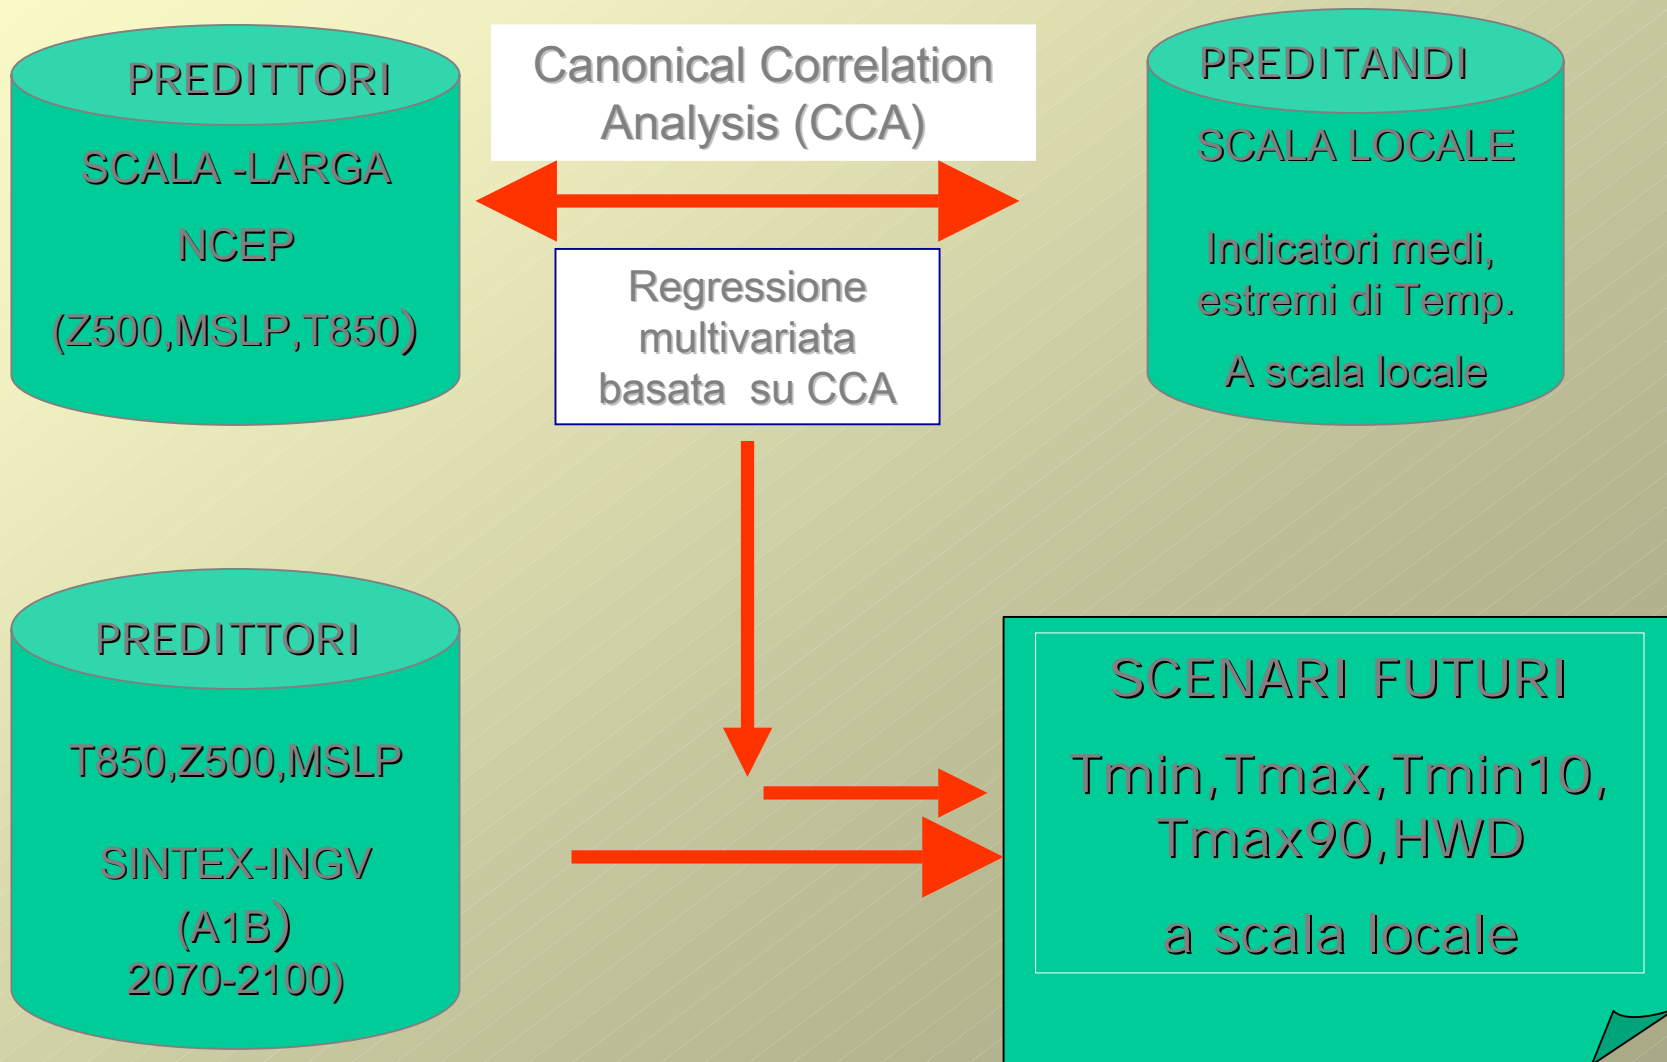 PREDITTORI
SCALA -LARGA
NCEP
(Z500,MSLP,T850)
Canonical Correlation
Analysis (CCA)
Regressione
multivariata
basata su CCA
PREDITANDI
SCALA LOCALE
Indicatori medi,
estremi di Temp.
A scala locale
PREDITTORI
T850,Z500,MSLP
SINTEX-INGV
(A1B)
2070-2100)
SCENARI FUTURI
Tmin,Tmax,Tmin10,
Tmax90,HWD
a scala locale